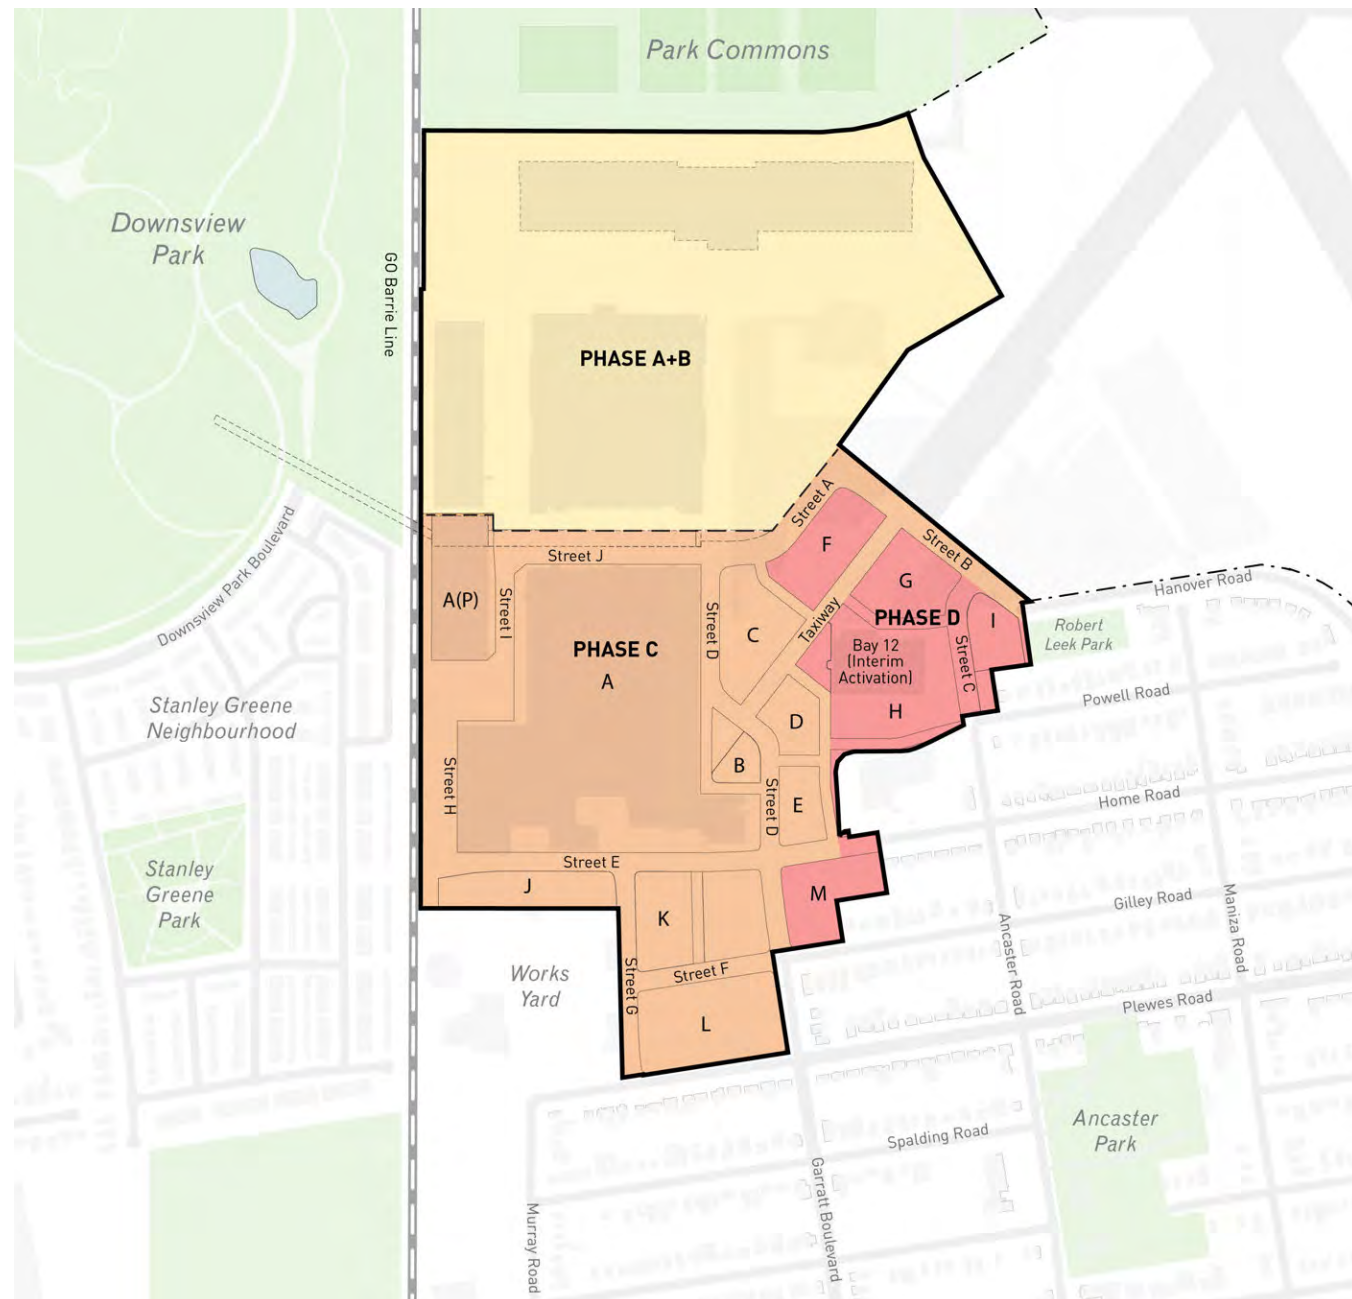 Park Commons
Downsview
Park
GO Barrie Line
PHASE A+B
Street A
Street B
Street J
F
G
Hanover Road
Downsview Park Boulevard
A(P)
Street I
Street D
C
Taxiway
PHASE D
I
Robert
Leek Park
PHASE C
A
Bay 12
(Interim
Activation)
Street C
Powell Road
Stanley Greene
Neighbourhood
D
H
B
Street H
Street D
E
Home Road
Street E
Stanley
Greene
Park
J
K
M
Gilley Road
Maniza Road
Ancaster Road
Works
Yard
Street G
Street F
L
Plewes Road
Ancaster
Park
Spalding Road
Garratt Boulevard
Murray Road